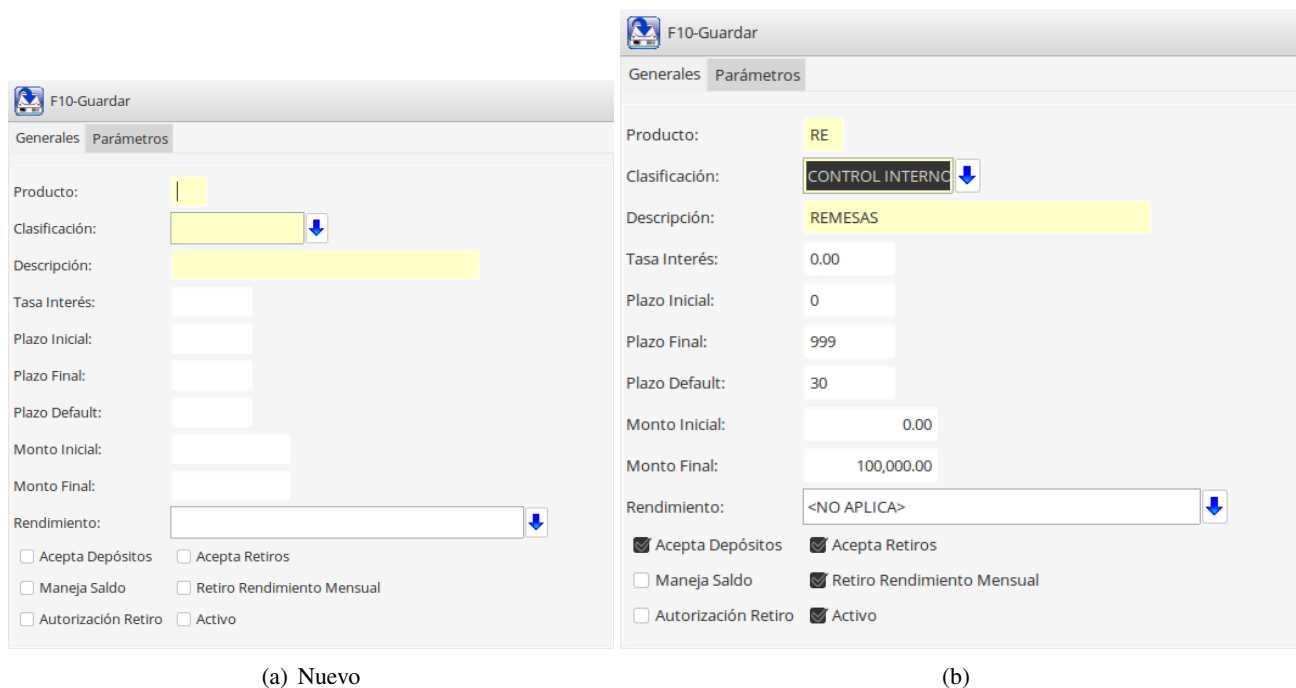 F10-Guardar
Generales Parámetros
Producto:
Clasificación:
Descripción:
Tasa Interés:
Plazo Inicial:
Plazo Final:
Plazo Default:
Monto Inicial:
Monto Final:
Rendimiento:
Acepta Depósitos Acepta Retiros
Maneja Saldo Retiro Rendimiento Mensual
Autorización Retiro Activo
(a) Nuevo
F10-Guardar
Generales Parámetros
Producto: RE
Clasificación: CONTROL INTERNO
Descripción: REMESAS
Tasa Interés: 0.00
Plazo Inicial: 0
Plazo Final: 999
Plazo Default: 30
Monto Inicial: 0.00
Monto Final: 100,000.00
Rendimiento: <NO APLICA>
Acepta Depósitos Acepta Retiros
Maneja Saldo Retiro Rendimiento Mensual
Autorización Retiro Activo
(b)